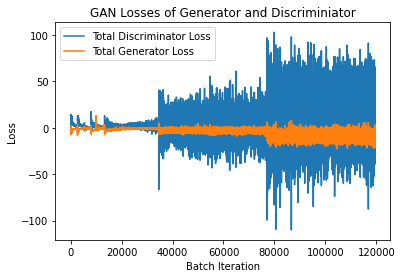 GAN Losses of Generator and Discriminiator
Total Discriminator Loss
Total Generator Loss
100
50
0
−50
−100
Loss
0 20000 40000 60000 80000 100000 120000
Batch Iteration